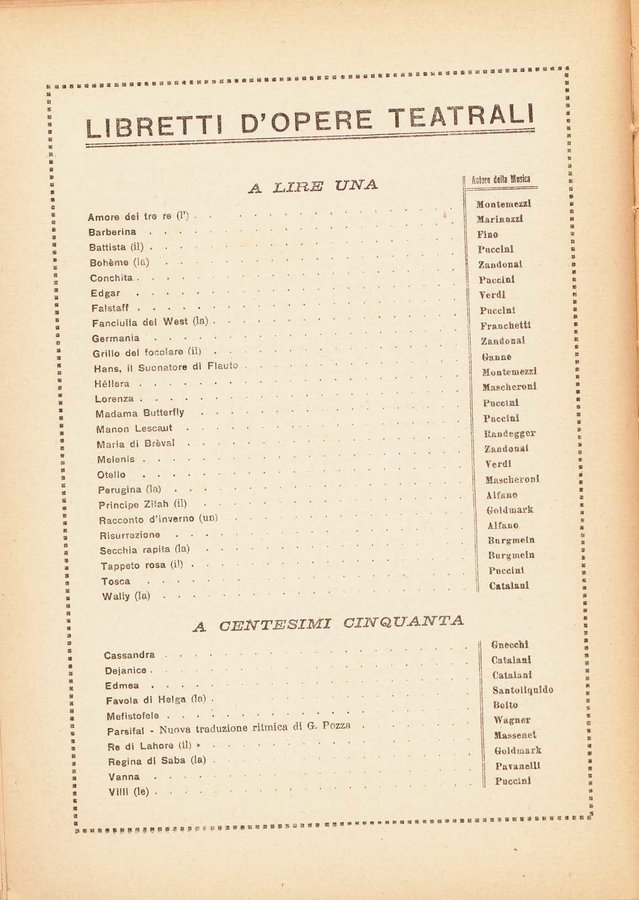 LIBRETTI D'OPERE TEATRALI
A LIRE UNA
Autore della Musica
Amore dei tre re (l') . . . . . . . . . . Montemezzi
Barberina . . . . . . . . . . Marinuzzi
Battista (il) . . . . . . . . . . Fino
Bohème (la) . . . . . . . . . . Puccini
Conchita . . . . . . . . . . Zandonai
Edgar . . . . . . . . . . Puccini
Falstaff . . . . . . . . . . Verdi
Fanciulla del West (la) . . . . . . . . . . Puccini
Germania . . . . . . . . . . Franchetti
Grillo del focolare (il) . . . . . . . . . . Zandonai
Hans, il Suonatore di Flauto . . . . . . . . . . Ganne
Héllera . . . . . . . . . . Montemezzi
Lorenza . . . . . . . . . . Mascheroni
Madama Butterfly . . . . . . . . . . Puccini
Manon Lescaut . . . . . . . . . . Puccini
Maria di Brèval . . . . . . . . . . Randegger
Melenis . . . . . . . . . . Zandonai
Otello . . . . . . . . . . Verdi
Perugina (la) . . . . . . . . . . Mascheroni
Principe Zilah (il) . . . . . . . . . . Alfano
Racconto d'inverno (un) . . . . . . . . . . Goldmark
Risurrezione . . . . . . . . . . Alfano
Secchia rapita (la) . . . . . . . . . . Burgmein
Tappeto rosa (il) . . . . . . . . . . Burgmein
Tosca . . . . . . . . . . Puccini
Wally (la) . . . . . . . . . . Catalani
A CENTESIMI CINQUANTA
Cassandra . . . . . . . . . . Gnecchi
Dejanice . . . . . . . . . . Catalani
Edmea . . . . . . . . . . Catalani
Favola di Helga (la) . . . . . . . . . . Santoliquido
Mefistofele . . . . . . . . . . Boito
Parsifal - Nuova traduzione ritmica di G. Pozza . . . . . Wagner
Re di Lahore (il) . . . . . . . . . . Massenet
Regina di Saba (la) . . . . . . . . . . Goldmark
Vanna . . . . . . . . . . Pavanelli
Villi (le) . . . . . . . . . . Puccini